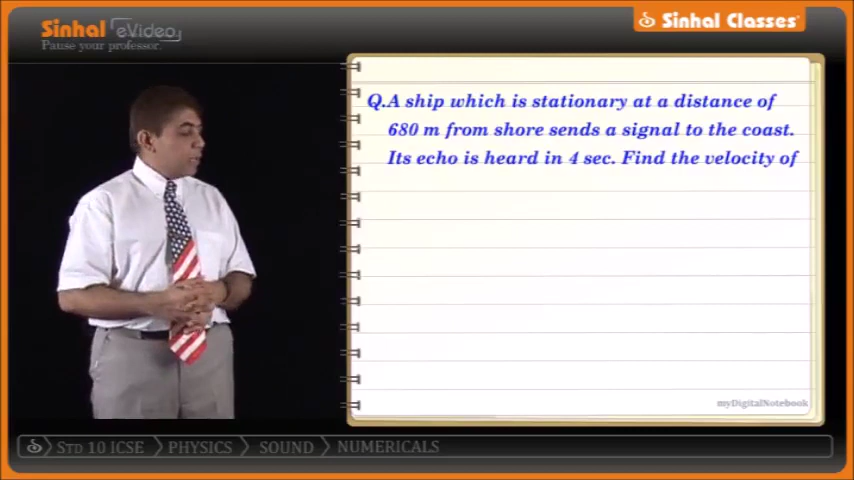 Sinhal eVideo
Pause your professor.
Sinhal Classes
Q.A ship which is stationary at a distance of
680 m from shore sends a signal to the coast.
Its echo is heard in 4 sec. Find the velocity of
myDigitalNotebook
STD 10 ICSE PHYSICS SOUND NUMERICALS